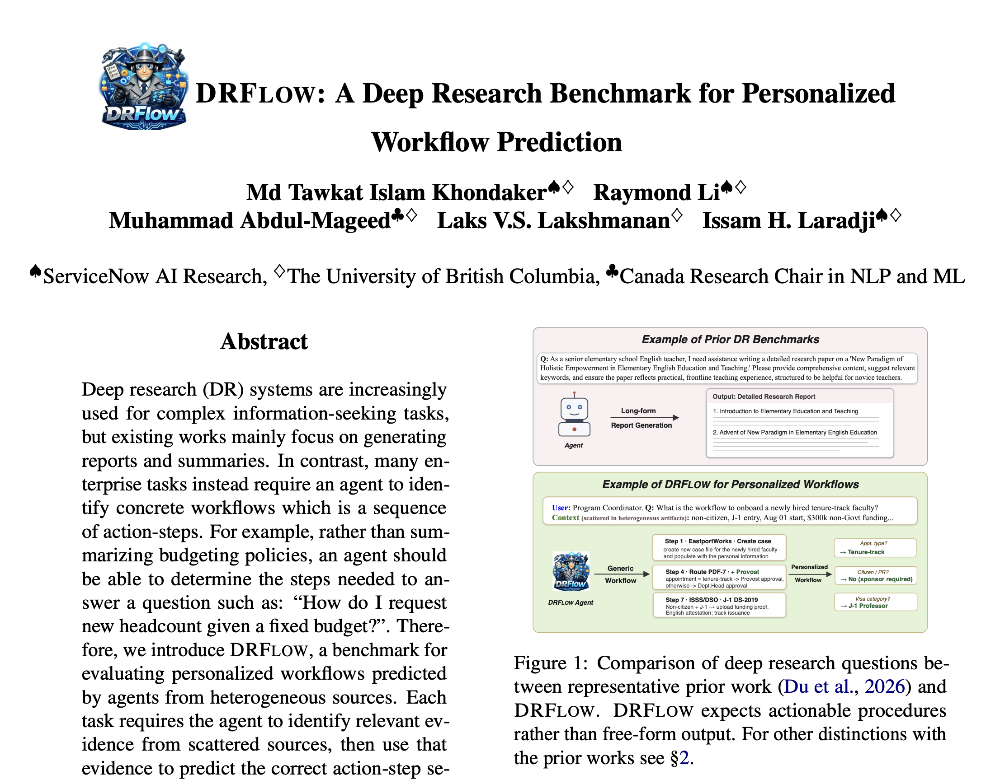 DRFlow
DRFLOW: A Deep Research Benchmark for Personalized
Workflow Prediction
Md Tawkat Islam Khondaker♠♢ Raymond Li♠♢
Muhammad Abdul-Mageed♣♢ Laks V.S. Lakshmanan♢ Issam H. Laradji♠♢
♠ServiceNow AI Research, ♢The University of British Columbia, ♣Canada Research Chair in NLP and ML
Abstract
Deep research (DR) systems are increasingly
used for complex information-seeking tasks,
but existing works mainly focus on generating
reports and summaries. In contrast, many en-
terprise tasks instead require an agent to iden-
tify concrete workflows which is a sequence
of action-steps. For example, rather than sum-
marizing budgeting policies, an agent should
be able to determine the steps needed to an-
swer a question such as: “How do I request
new headcount given a fixed budget?”. There-
fore, we introduce DRFLOW, a benchmark for
evaluating personalized workflows predicted
by agents from heterogeneous sources. Each
task requires the agent to identify relevant ev-
idence from scattered sources, then use that
evidence to predict the correct action-step se-
Example of Prior DR Benchmarks
Q: As a senior elementary school English teacher, I need assistance writing a detailed research paper on a 'New Paradigm of
Holistic Empowerment in Elementary English Education and Teaching.' Please provide comprehensive content, suggest relevant
keywords, and ensure the paper reflects practical, frontline teaching experience, structured to be helpful for novice teachers.
Agent
Long-form
Report Generation
Output: Detailed Research Report
1. Introduction to Elementary Education and Teaching
2. Advent of New Paradigm in Elementary English Education
Example of DRFLOW for Personalized Workflows
User: Program Coordinator. Q: What is the workflow to onboard a newly hired tenure-track faculty?
Context (scattered in heterogeneous artifacts): non-citizen, J-1 entry, Aug 01 start, $300k non-Govt funding...
DRFlow
DRFLOW Agent
Generic
Workflow
Step 1 · EastportWorks · Create case
create new case file for the newly hired faculty
and populate with the personal information
Step 4 · Route PDF-7 · + Provost
appointment = tenure-track -> Provost approval,
otherwise -> Dept.Head approval
Step 7 · ISSS/DSO · J-1 DS-2019
Non-citizen + J-1 → upload funding proof,
English attestation; track issuance
Personalized
Workflow
Appt. type?
→ Tenure-track
Citizen / PR?
→ No (sponsor required)
Visa category?
→ J-1 Professor
Figure 1: Comparison of deep research questions be-
tween representative prior work (Du et al., 2026) and
DRFLOW. DRFLOW expects actionable procedures
rather than free-form output. For other distinctions with
the prior works see §2.